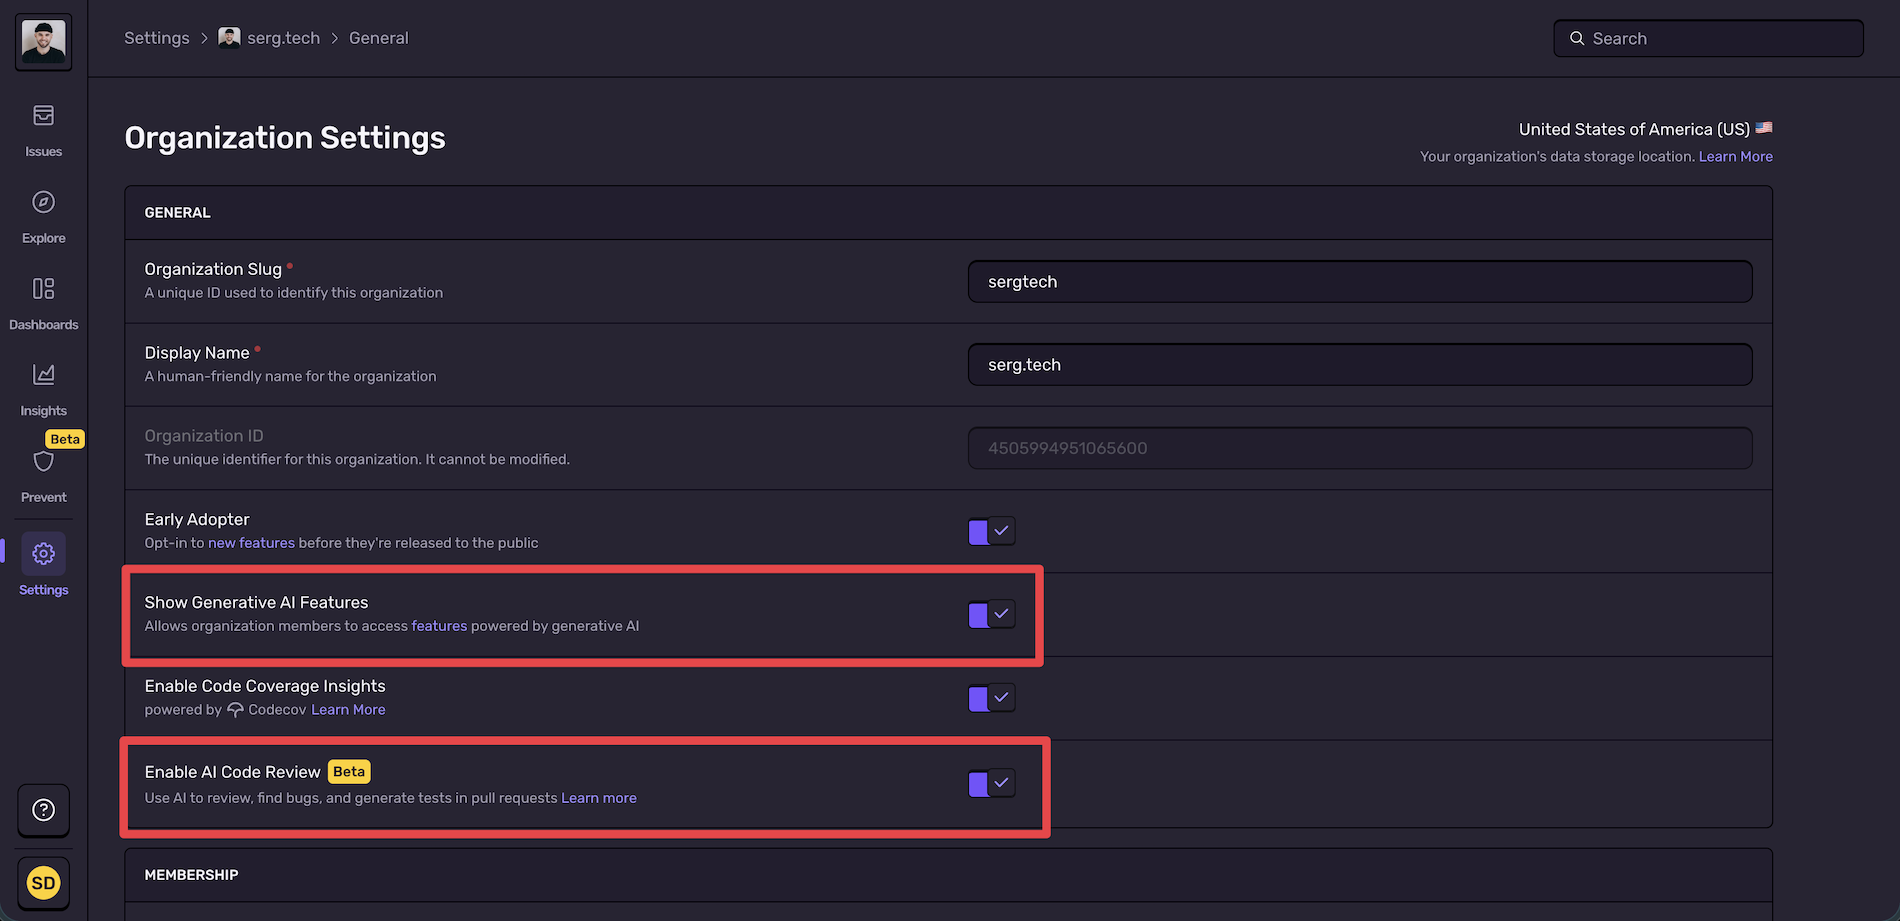 Settings > serg.tech > General
Search
Issues
Explore
Dashboards
Insights
Beta
Prevent
Settings
SD
Organization Settings
United States of America (US)
Your organization's data storage location. Learn More
GENERAL
Organization Slug
A unique ID used to identify this organization
sergtech
Display Name
A human-friendly name for the organization
serg.tech
Organization ID
The unique identifier for this organization. It cannot be modified.
4505994951065600
Early Adopter
Opt-in to new features before they're released to the public
Show Generative AI Features
Allows organization members to access features powered by generative AI
Enable Code Coverage Insights
powered by Codecov Learn More
Enable AI Code Review Beta
Use AI to review, find bugs, and generate tests in pull requests Learn more
MEMBERSHIP